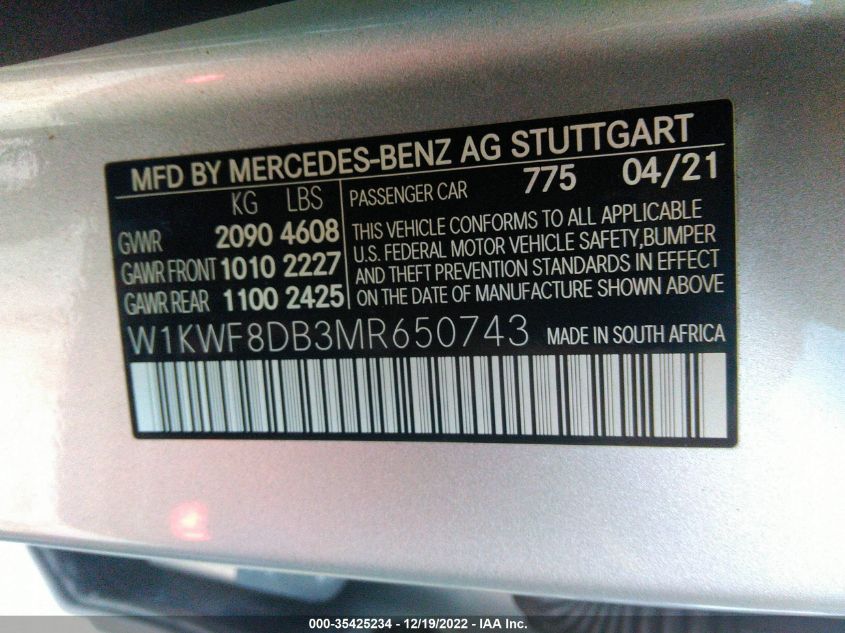 MFD BY MERCEDES-BENZ AG STUTTGART
KG LBS
GVWR 2090 4608
GAWR FRONT 1010 2227
GAWR REAR 1100 2425
PASSENGER CAR 775 04/21
THIS VEHICLE CONFORMS TO ALL APPLICABLE
U.S. FEDERAL MOTOR VEHICLE SAFETY,BUMPER
AND THEFT PREVENTION STANDARDS IN EFFECT
ON THE DATE OF MANUFACTURE SHOWN ABOVE
W1KWF8DB3MR650743 MADE IN SOUTH AFRICA
000-35425234 - 12/19/2022 - IAA Inc.